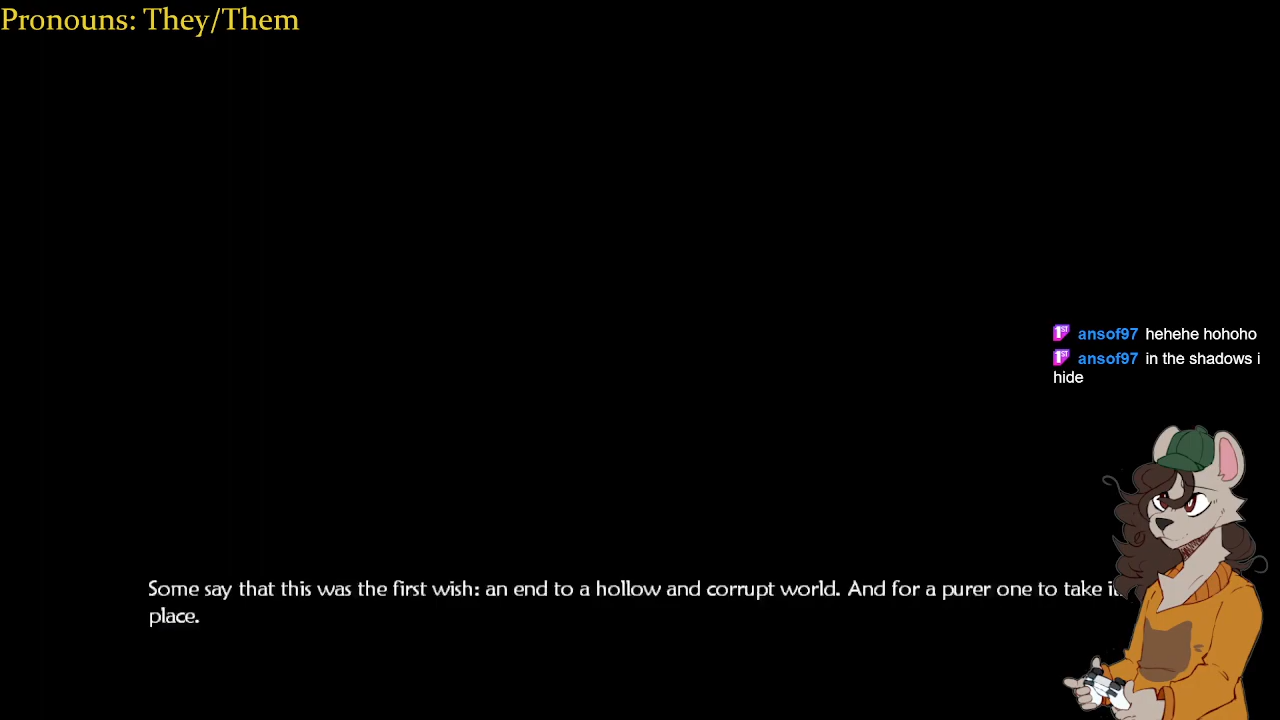 Pronouns: They/Them
ansof97 hehehe hohoho
ansof97 in the shadows i
hide
Some say that this was the first wish: an end to a hollow and corrupt world. And for a purer one to take
place.